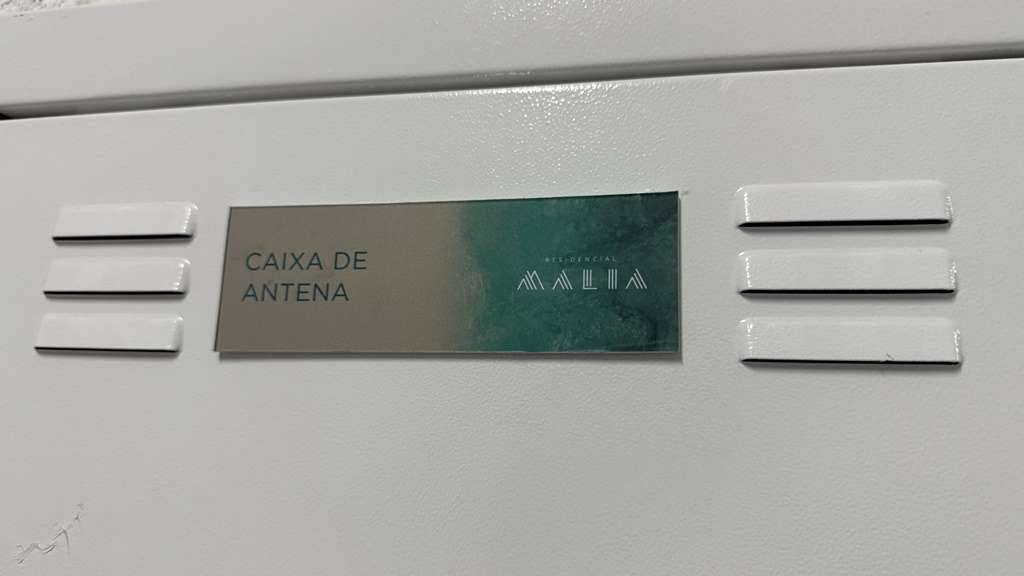 CAIXA DE
ANTENA
RESIDENCIAL
MALIA